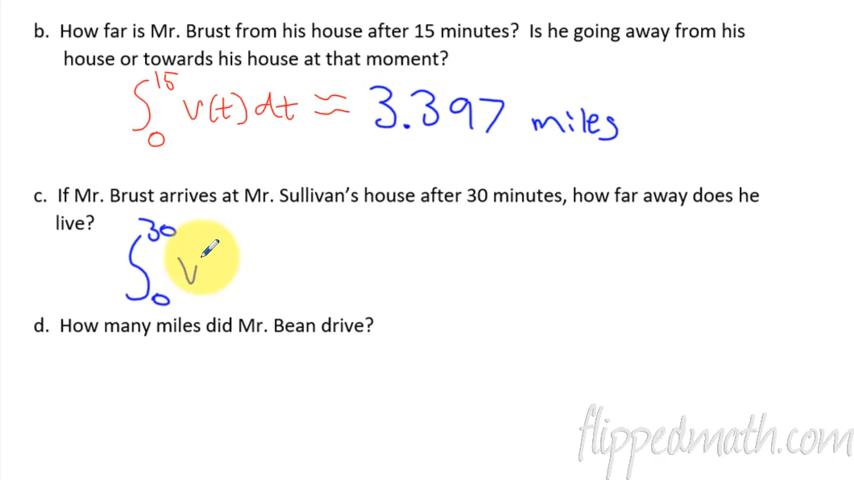 b. How far is Mr. Brust from his house after 15 minutes? Is he going away from his
house or towards his house at that moment?
∫₀¹⁵ v(t) dt ≈ 3.397 miles
c. If Mr. Brust arrives at Mr. Sullivan's house after 30 minutes, how far away does he
live?
∫₀³⁰ v
d. How many miles did Mr. Bean drive?
flippedmath.com